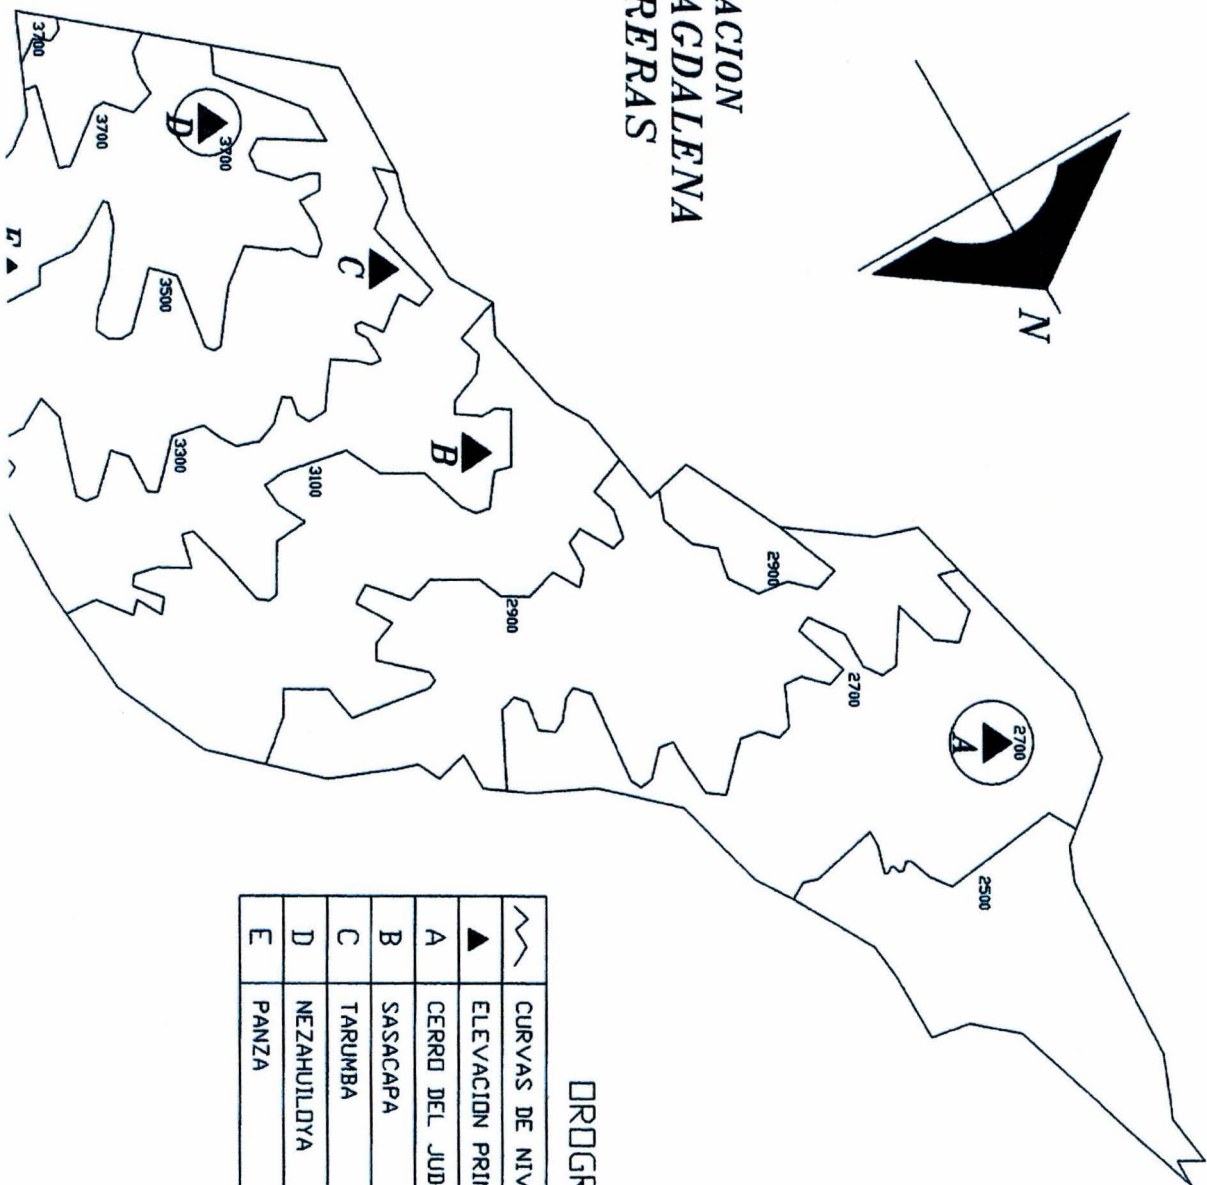 ACION
AGDALENA
RERAS
N
3700
3700
D
3700
C
E
3500
B
3300
3100
2900
2900
2700
2700
A
2500
OROGR
CURVAS DE NIV
ELEVACION PRIN
A CERRO DEL JUD
B SASACAPA
C TARUMBA
D NEZAHUILOYA
E PANZA